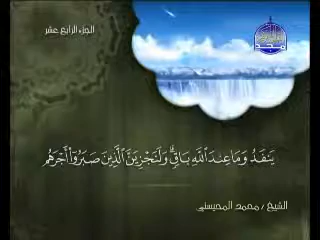 الجزء الرابع عشر
يَنفَدُ وَمَا عِندَ ٱللَّهِ بَاقٍ ۗ وَلَنَجْزِيَنَّ ٱلَّذِينَ صَبَرُوٓا۟ أَجْرَهُم
الشيخ / محمد المحيسني